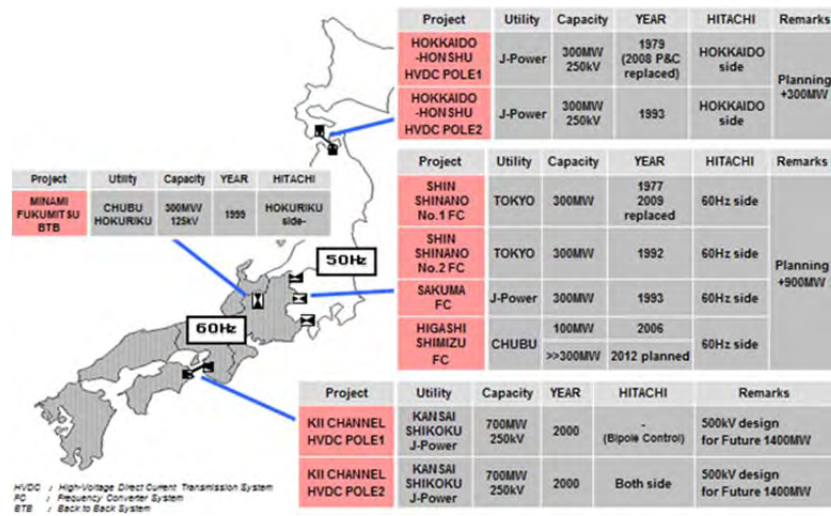 Project Utility Capacity YEAR HITACHI Remarks
HOKKAIDO
-HONSHU
HVDC POLE1
J-Power
300MW
250kV
1979
(2008 P&C
replaced)
HOKKAIDO
side
Planning
+300MW
HOKKAIDO
-HONSHU
HVDC POLE2
J-Power
300MW
250kV
1993
HOKKAIDO
side
Project Utility Capacity YEAR HITACHI
MINAMI
FUKUMITSU
BTB
CHUBU
HOKURIKU
300MW
125kV
1999
HOKURIKU
side-
Project Utility Capacity YEAR HITACHI Remarks
SHIN
SHINANO
No.1 FC
TOKYO
300MW
1977
2009
replaced
60Hz side
Planning
+900MW
SHIN
SHINANO
No.2 FC
TOKYO
300MW
1992
60Hz side
SAKUMA
FC
J-Power
300MW
1993
60Hz side
HIGASHI
SHIMIZU
FC
CHUBU
100MW
2006
>>300MW
2012 planned
60Hz side
50Hz
60Hz
Project Utility Capacity YEAR HITACHI Remarks
KII CHANNEL
HVDC POLE1
KANSAI
SHIKOKU
J-Power
700MW
250kV
2000
-
(Bipole Control)
500kV design
for Future 1400MW
KII CHANNEL
HVDC POLE2
KANSAI
SHIKOKU
J-Power
700MW
250kV
2000
Both side
500kV design
for Future 1400MW
HVDC : High-Voltage Direct Current Transmission System
FC : Frequency Converter System
BTB : Back to Back System